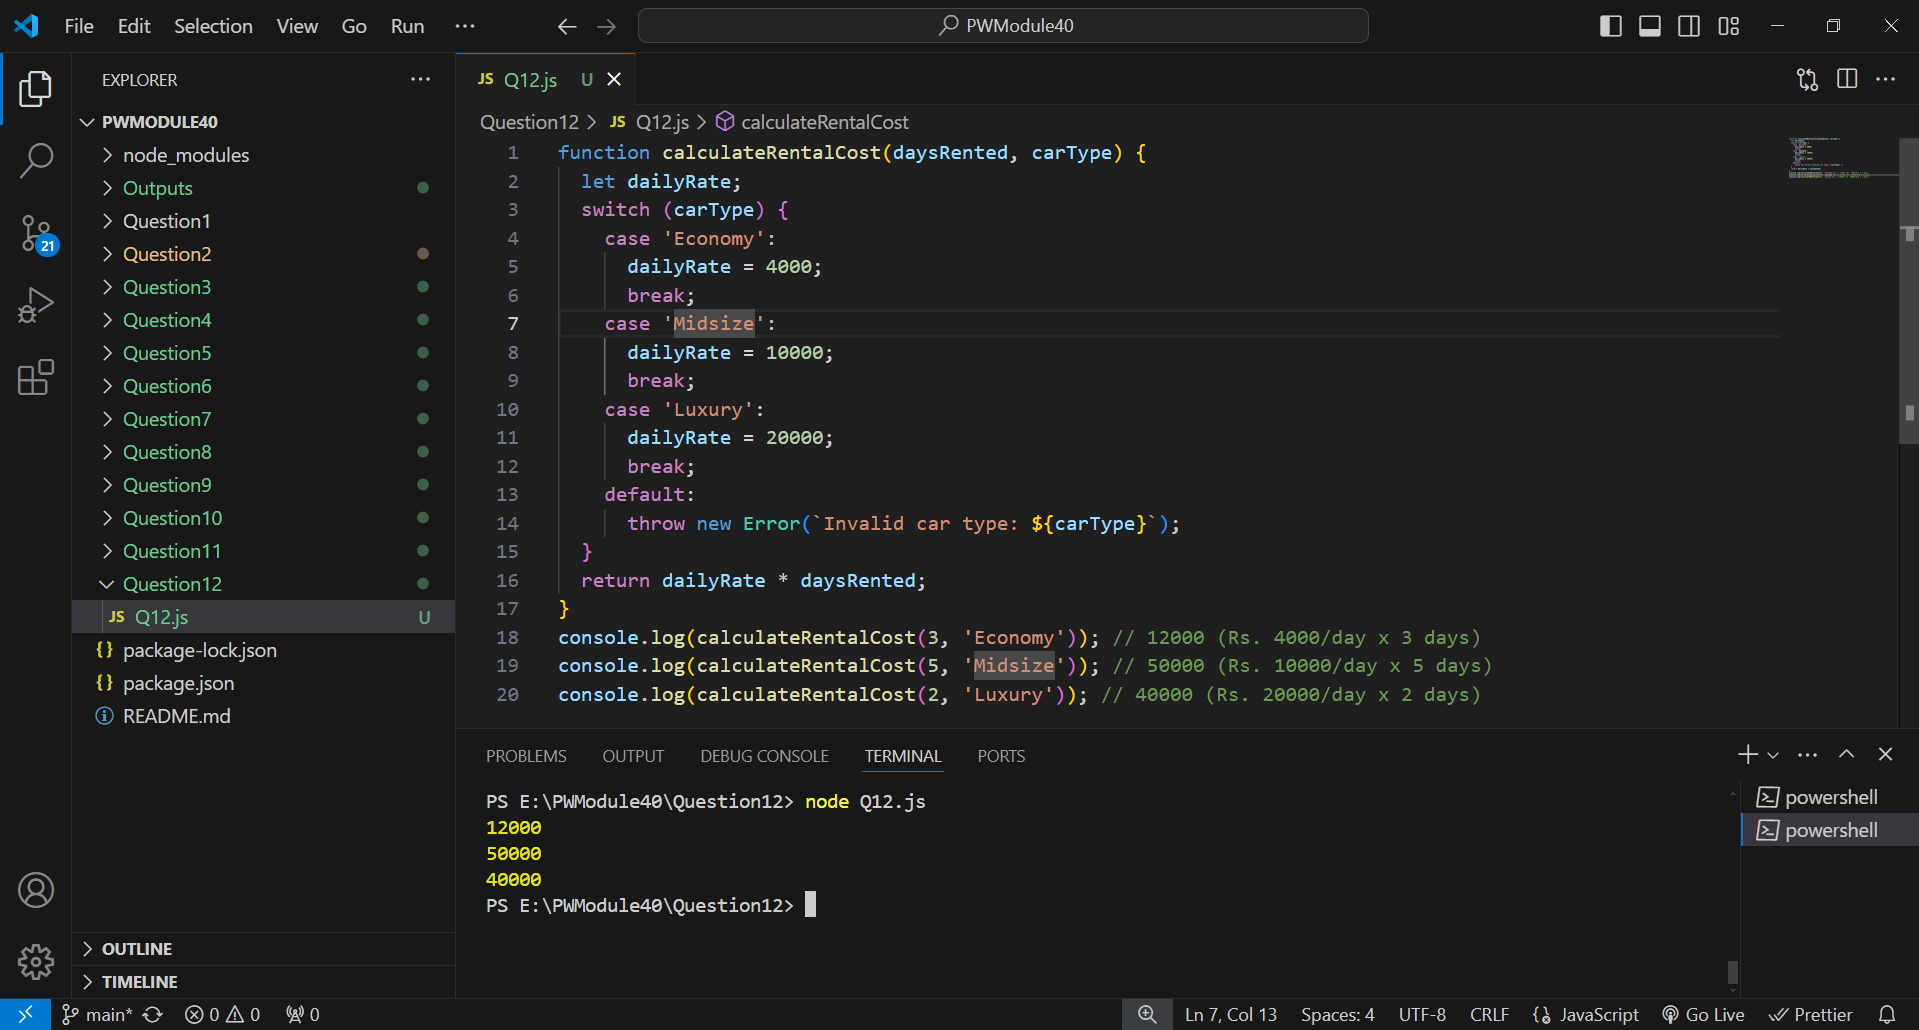 File Edit Selection View Go Run ··· PWModule40
EXPLORER ···
PWMODULE40
node_modules
Outputs
Question1
Question2
Question3
Question4
Question5
Question6
Question7
Question8
Question9
Question10
Question11
Question12
JS Q12.js U
{} package-lock.json
{} package.json
README.md
OUTLINE
TIMELINE
21
JS Q12.js U
Question12 > JS Q12.js > calculateRentalCost
1 function calculateRentalCost(daysRented, carType) {
2 let dailyRate;
3 switch (carType) {
4 case 'Economy':
5 dailyRate = 4000;
6 break;
7 case 'Midsize':
8 dailyRate = 10000;
9 break;
10 case 'Luxury':
11 dailyRate = 20000;
12 break;
13 default:
14 throw new Error(`Invalid car type: ${carType}`);
15 }
16 return dailyRate * daysRented;
17 }
18 console.log(calculateRentalCost(3, 'Economy')); // 12000 (Rs. 4000/day x 3 days)
19 console.log(calculateRentalCost(5, 'Midsize')); // 50000 (Rs. 10000/day x 5 days)
20 console.log(calculateRentalCost(2, 'Luxury')); // 40000 (Rs. 20000/day x 2 days)
PROBLEMS OUTPUT DEBUG CONSOLE TERMINAL PORTS
PS E:\PWModule40\Question12> node Q12.js
12000
50000
40000
PS E:\PWModule40\Question12>
powershell
powershell
main* 0 0 0 Ln 7, Col 13 Spaces: 4 UTF-8 CRLF {} JavaScript Go Live Prettier